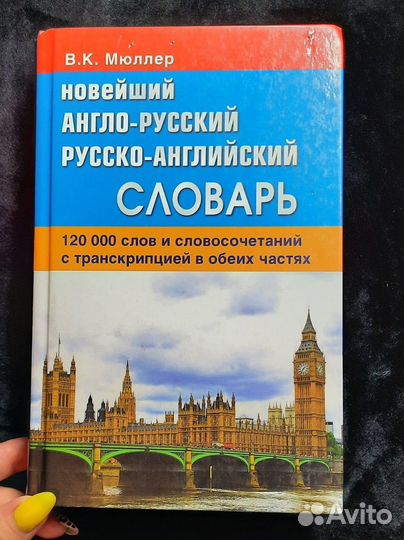 В.К. Мюллер
НОВЕЙШИЙ
АНГЛО-РУССКИЙ
РУССКО-АНГЛИЙСКИЙ
СЛОВАРЬ
120 000 слов и словосочетаний
с транскрипцией в обеих частях
Avito